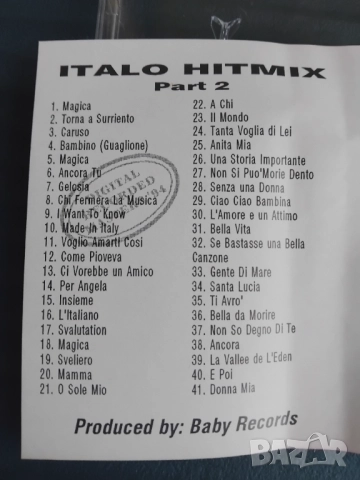 ITALO HITMIX
Part 2
1. Magica
2. Torna a Surriento
3. Caruso
4. Bambino (Guaglione)
5. Magica
6. Ancora Tu
7. Gelosia
8. Chi Fermera La Musica
9. I Want To Know
10. Made In Italy
11. Voglio Amarti Cosi
12. Come Pioveva
13. Ci Vorebbe un Amico
14. Per Angela
15. Insieme
16. L'Italiano
17. Svalutation
18. Magica
19. Sveliero
20. Mamma
21. O Sole Mio
22. A Chi
23. Il Mondo
24. Tanta Voglia di Lei
25. Anita Mia
26. Una Storia Importante
27. Non Si Puo'Morie Dento
28. Senza una Donna
29. Ciao Ciao Bambina
30. L'Amore e un Attimo
31. Bella Vita
32. Se Bastasse una Bella
Canzone
33. Gente Di Mare
34. Santa Lucia
35. Ti Avro'
36. Bella da Morire
37. Non So Degno Di Te
38. Ancora
39. La Vallee de L'Eden
40. E Poi
41. Donna Mia
DIGITAL
'94
Produced by: Baby Records
BAZAR.bg